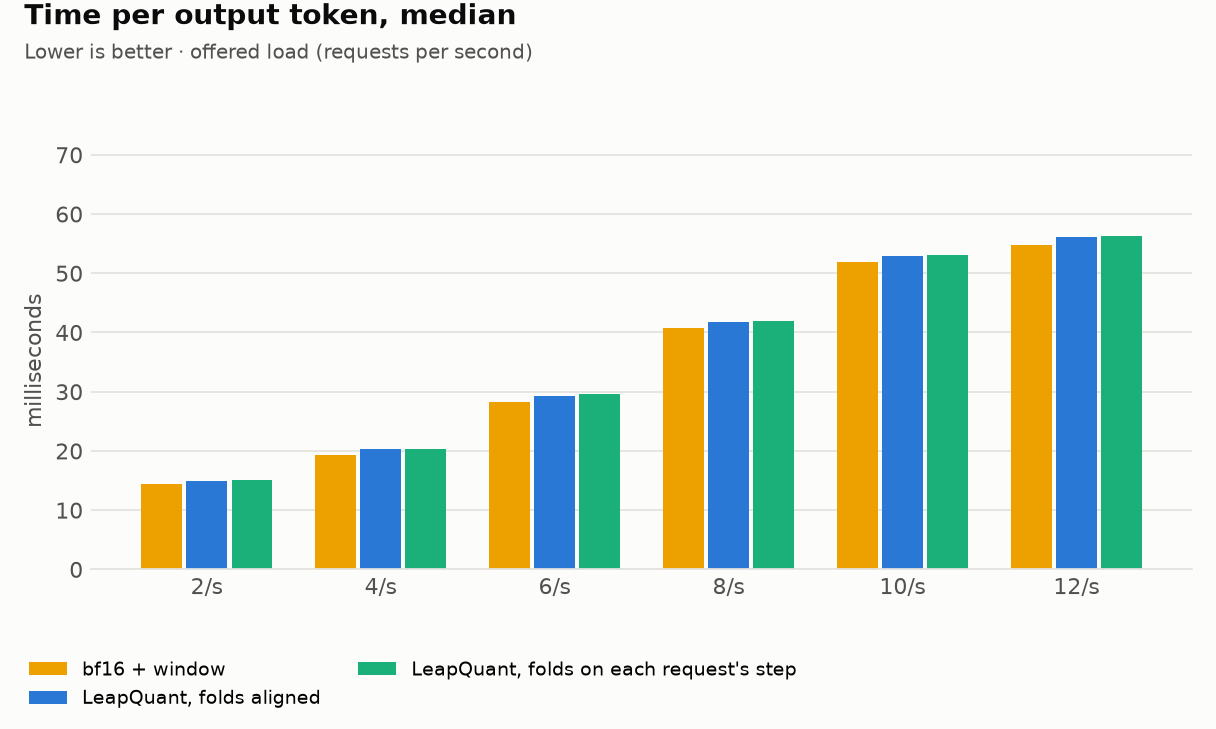 Time per output token, median
Lower is better · offered load (requests per second)
70
60
50
40
30
20
10
0
milliseconds
2/s
4/s
6/s
8/s
10/s
12/s
bf16 + window
LeapQuant, folds on each request's step
LeapQuant, folds aligned